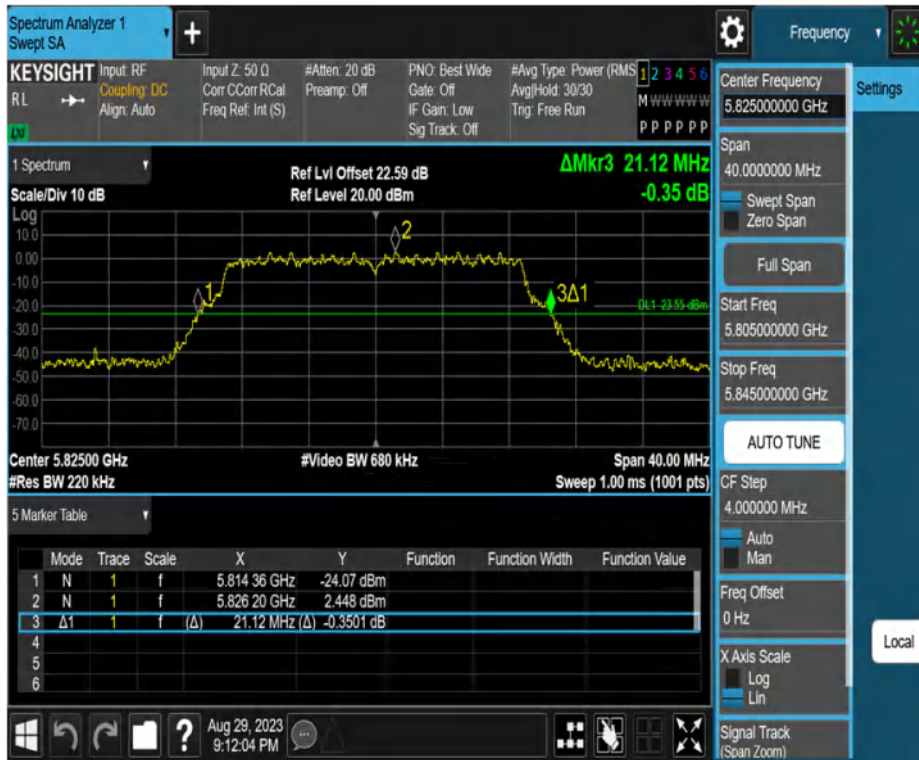 Spectrum Analyzer 1
Swept SA
Frequency
KEYSIGHT
Input: RF
Input Z: 50 Ω
#Atten: 20 dB
PNO: Best Wide
#Avg Type: Power (RMS
1 2 3 4 5 6
RL
Coupling: DC
Corr CCorr RCal
Preamp: Off
Gate: Off
Avg|Hold: 30/30
M W W W W W
Align: Auto
Freq Ref: Int (S)
IF Gain: Low
Trig: Free Run
Sig Track: Off
P P P P P P
LXI
1 Spectrum
Ref Lvl Offset 22.59 dB
ΔMkr3 21.12 MHz
Scale/Div 10 dB
Ref Level 20.00 dBm
-0.35 dB
Log
10.0
0.00
-10.0
-20.0
-30.0
-40.0
-50.0
-60.0
-70.0
1
2
3Δ1
DL1 -23.55 dBm
Center 5.82500 GHz
#Video BW 680 kHz
Span 40.00 MHz
#Res BW 220 kHz
Sweep 1.00 ms (1001 pts)
5 Marker Table
Mode Trace Scale X Y Function Function Width Function Value
1 N 1 f 5.814 36 GHz -24.07 dBm
2 N 1 f 5.826 20 GHz 2.448 dBm
3 Δ1 1 f (Δ) 21.12 MHz (Δ) -0.3501 dB
4
5
6
Aug 29, 2023
9:12:04 PM
Center Frequency
5.825000000 GHz
Span
40.0000000 MHz
Swept Span
Zero Span
Full Span
Start Freq
5.805000000 GHz
Stop Freq
5.845000000 GHz
AUTO TUNE
CF Step
4.000000 MHz
Auto
Man
Freq Offset
0 Hz
X Axis Scale
Log
Lin
Signal Track
(Span Zoom)
Settings
Local